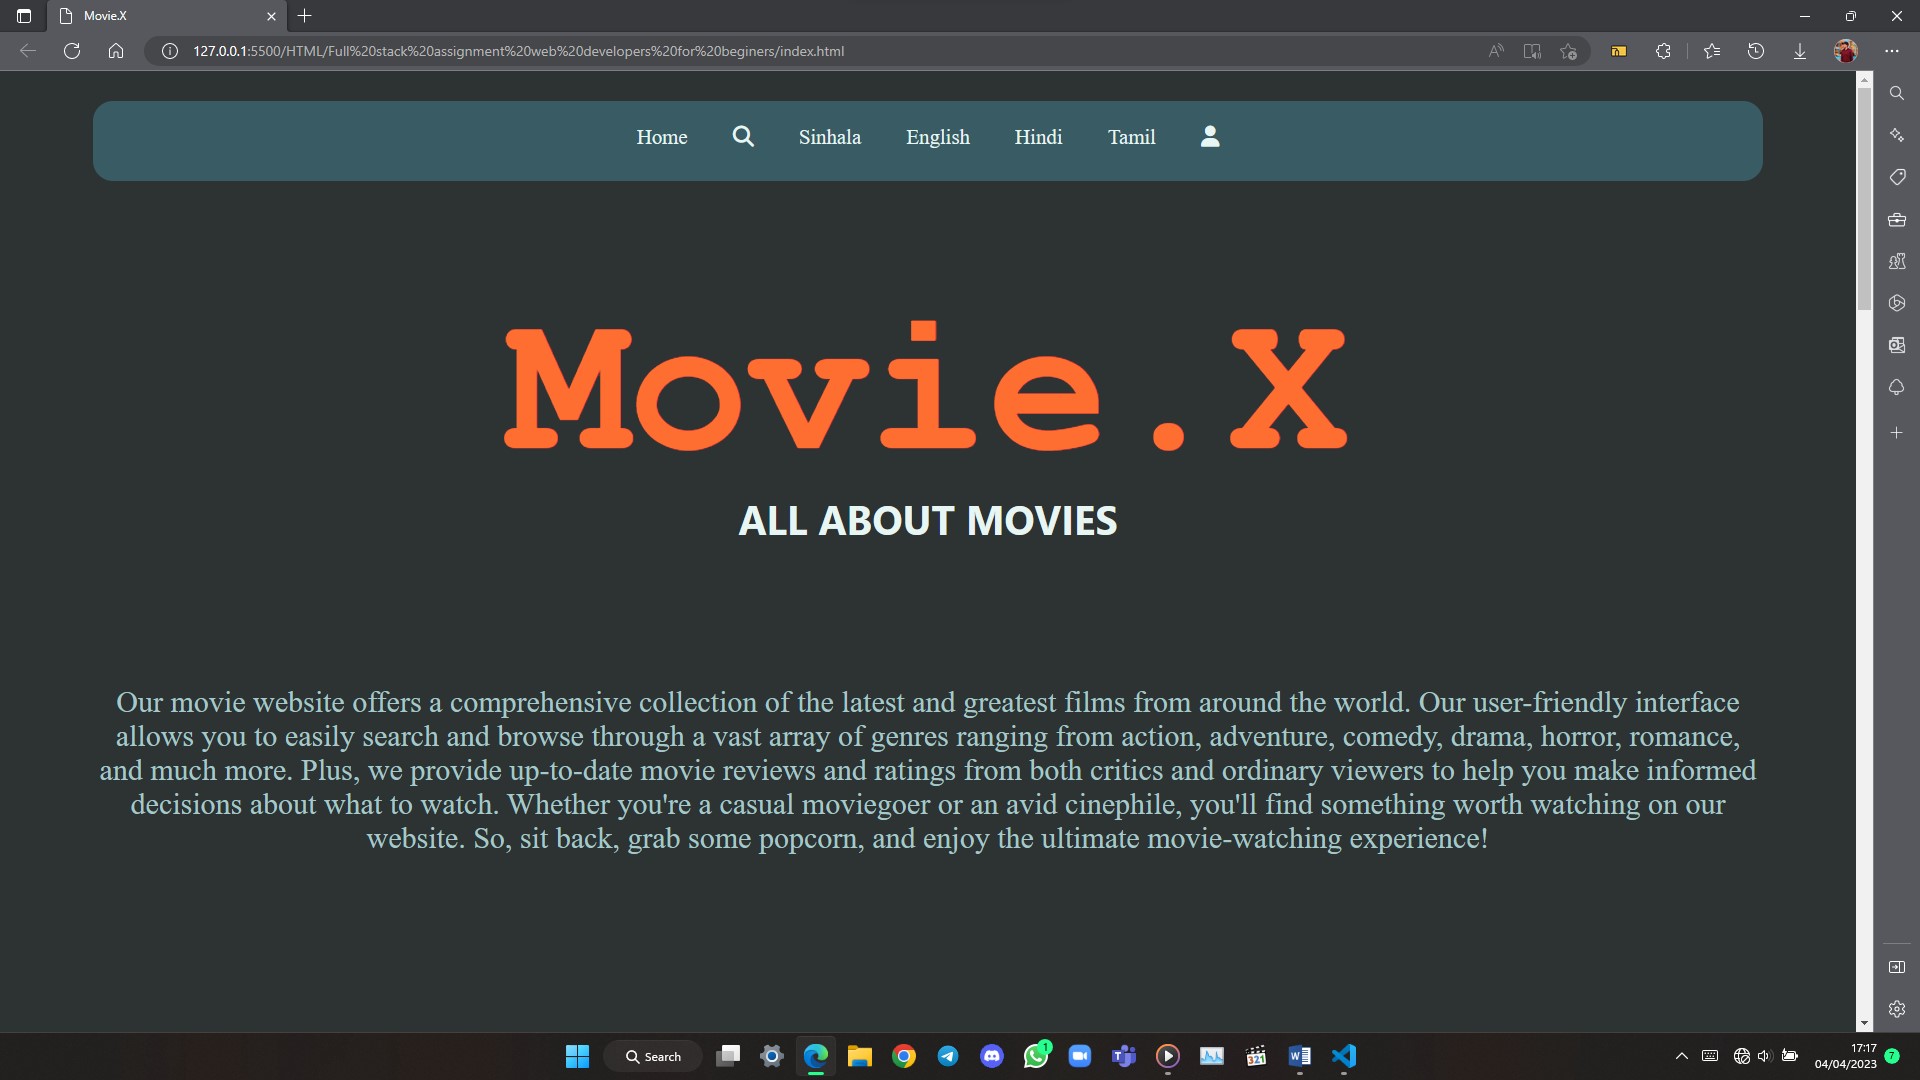 Movie.X
127.0.0.1:5500/HTML/Full%20stack%20assignment%20web%20developers%20for%20beginers/index.html
Home Sinhala English Hindi Tamil
Movie.X
ALL ABOUT MOVIES
Our movie website offers a comprehensive collection of the latest and greatest films from around the world. Our user-friendly interface
allows you to easily search and browse through a vast array of genres ranging from action, adventure, comedy, drama, horror, romance,
and much more. Plus, we provide up-to-date movie reviews and ratings from both critics and ordinary viewers to help you make informed
decisions about what to watch. Whether you're a casual moviegoer or an avid cinephile, you'll find something worth watching on our
website. So, sit back, grab some popcorn, and enjoy the ultimate movie-watching experience!
Search
1
321
17:17
04/04/2023
7